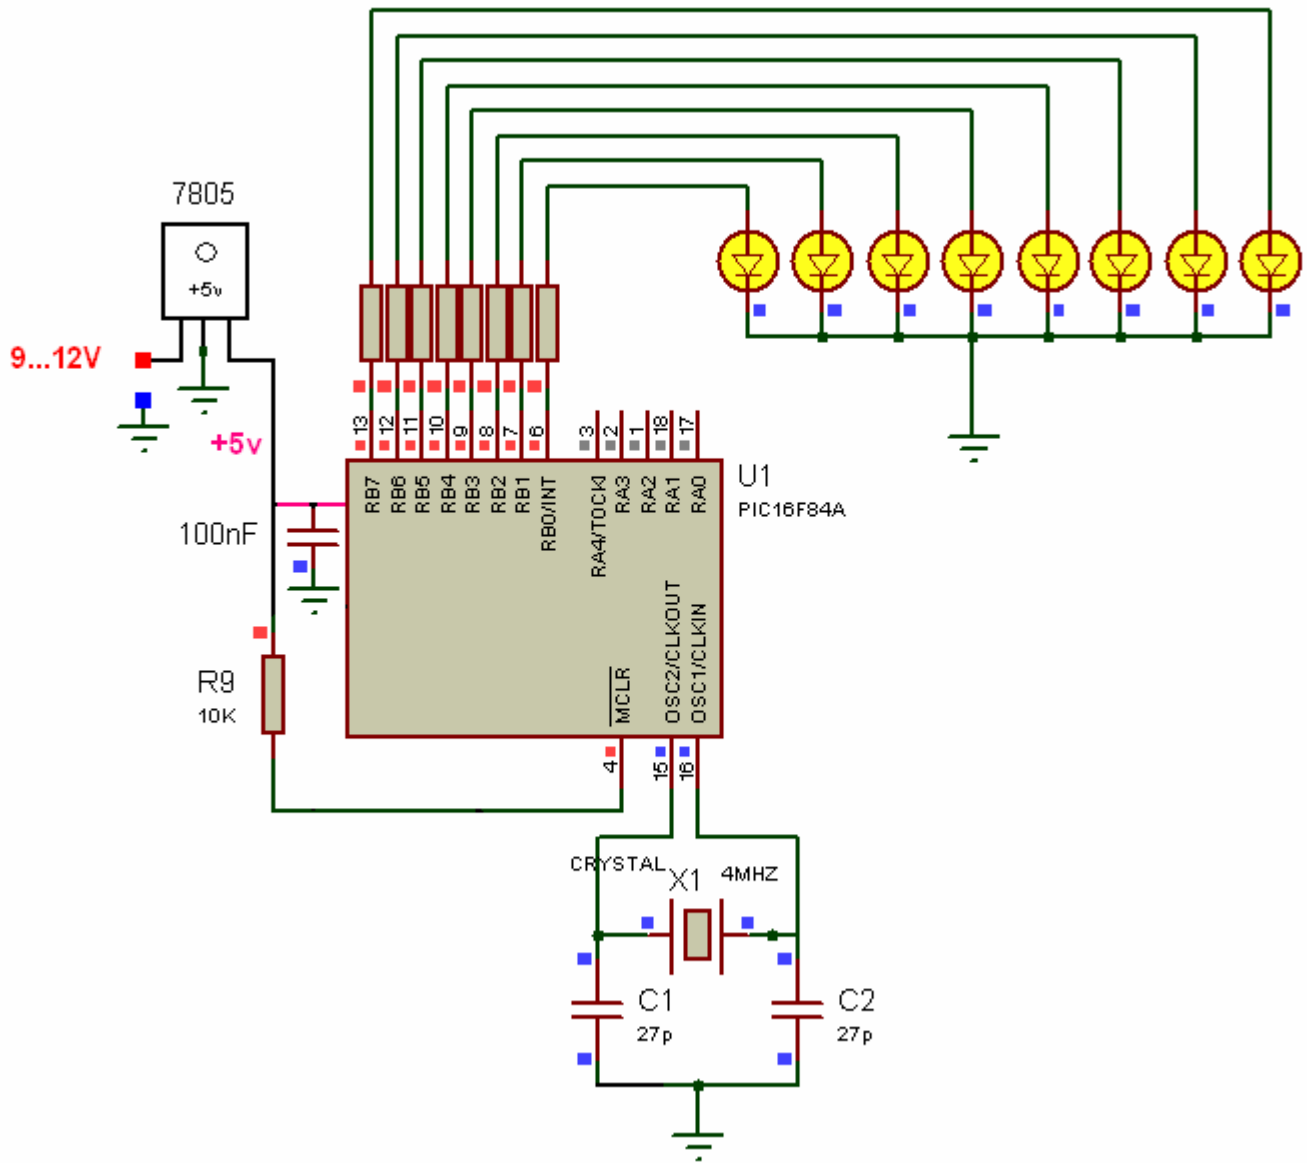 7805
+5v
9...12V
+5v
13
12
11
10
9
8
7
6
3
2
1
18
17
RB7
RB6
RB5
RB4
RB3
RB2
RB1
RB0/INT
RA4/TOCKI
RA3
RA2
RA1
RA0
U1
PIC16F84A
100nF
R9
10K
MCLR
OSC2/CLKOUT
OSC1/CLKIN
4
15
16
CRYSTAL
X1
4MHZ
C1
27p
C2
27p